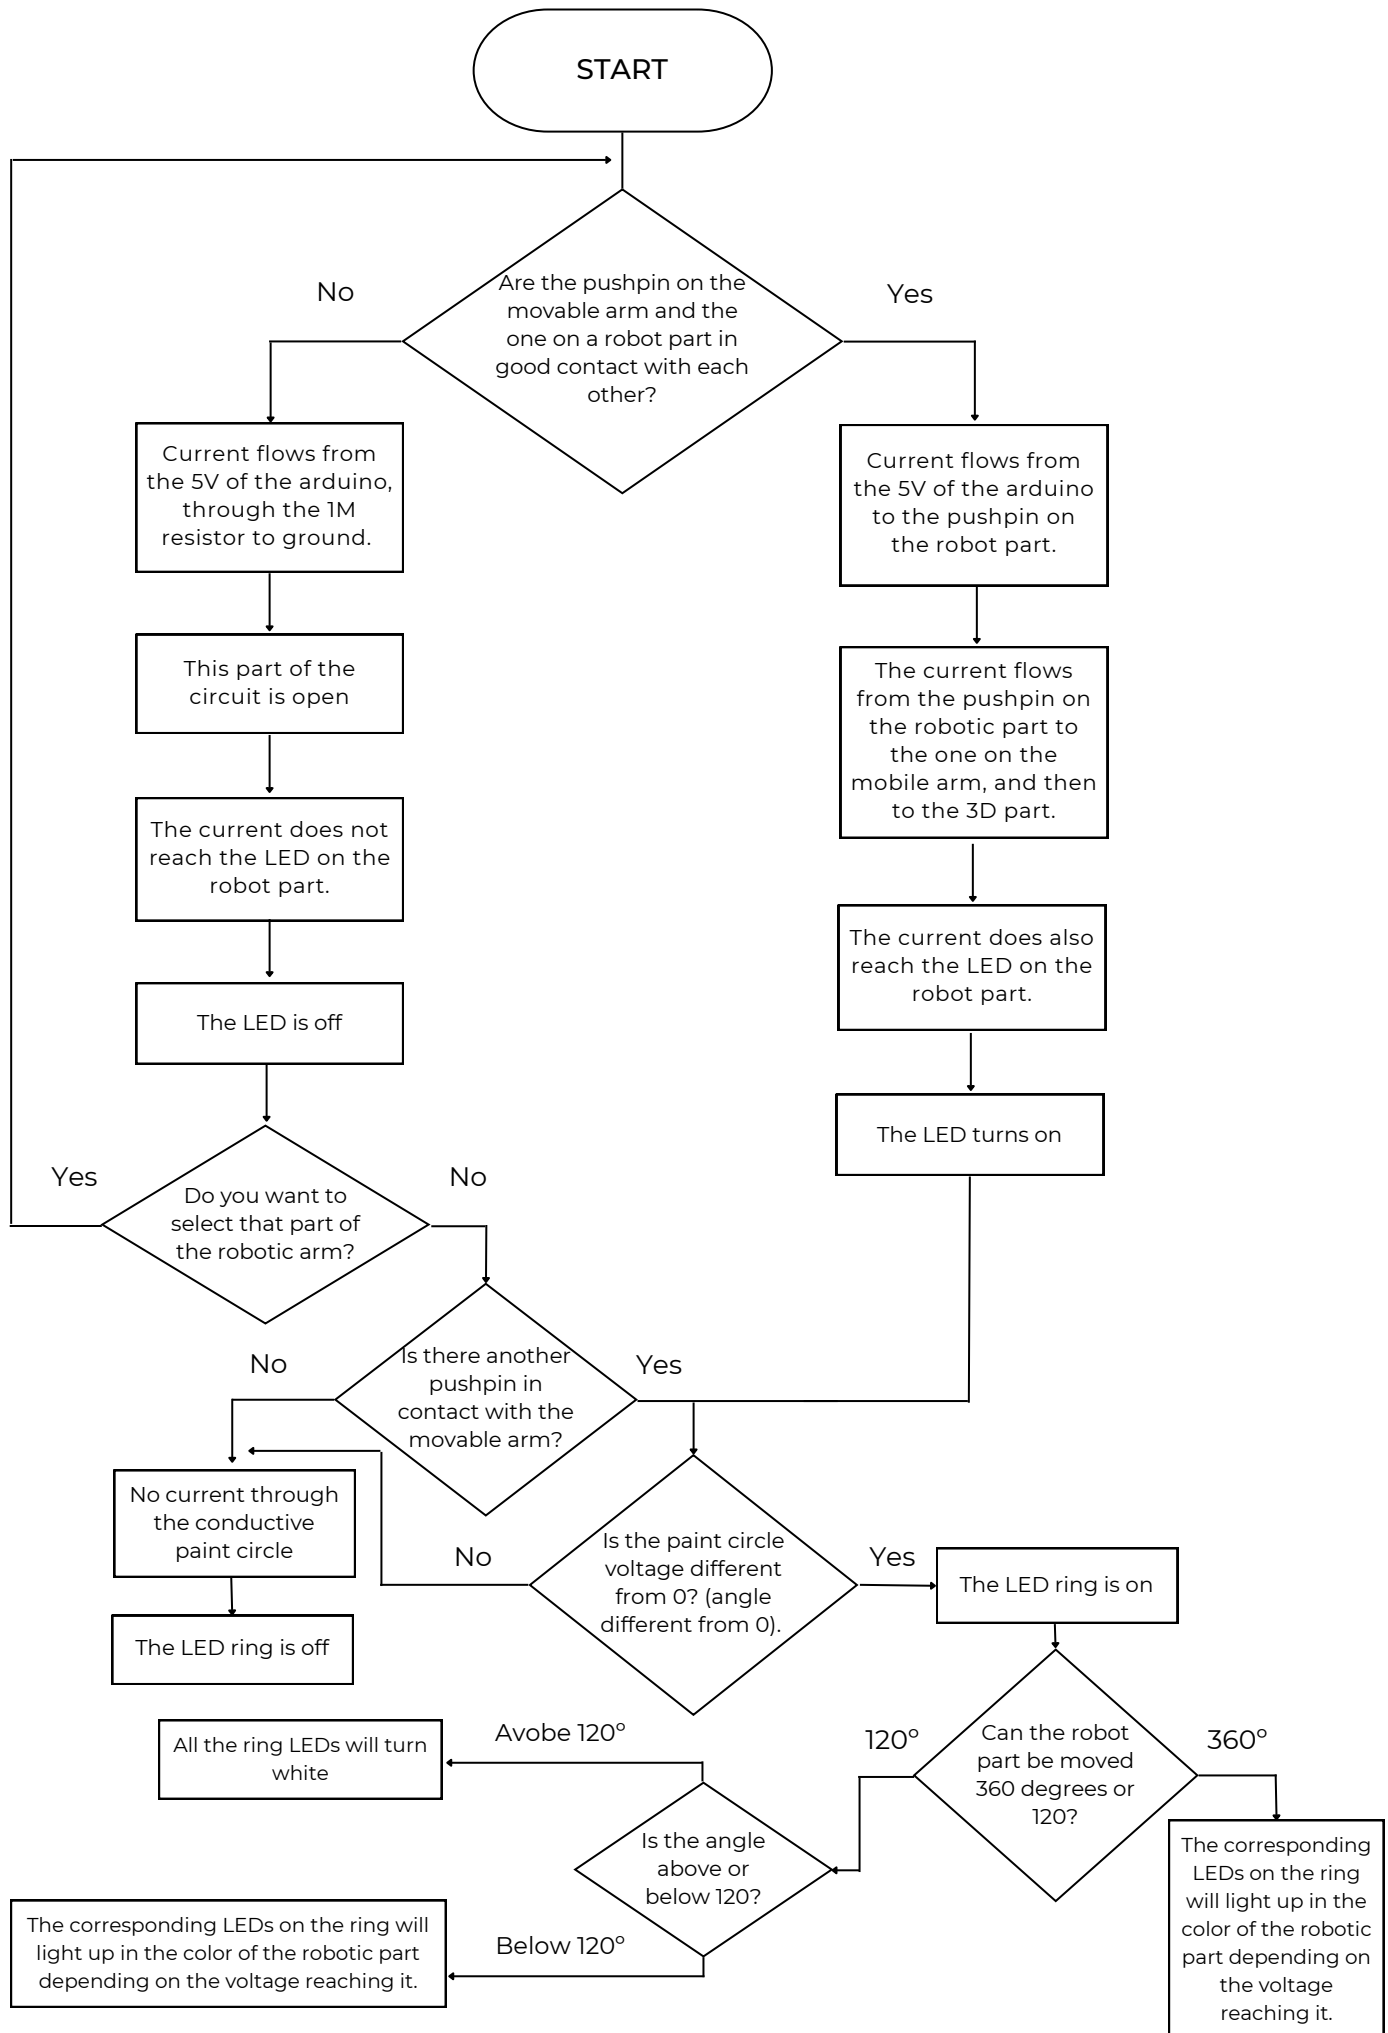 START
No
Yes
Are the pushpin on the
movable arm and the
one on a robot part in
good contact with each
other?
Current flows from
the 5V of the arduino,
through the 1M
resistor to ground.
Current flows from
the 5V of the arduino
to the pushpin on
the robot part.
This part of the
circuit is open
The current flows
from the pushpin on
the robotic part to
the one on the
mobile arm, and then
to the 3D part.
The current does not
reach the LED on the
robot part.
The current does also
reach the LED on the
robot part.
The LED is off
The LED turns on
Yes
No
Do you want to
select that part of
the robotic arm?
No
Yes
Is there another
pushpin in
contact with the
movable arm?
No current through
the conductive
paint circle
No
Is the paint circle
voltage different
from 0? (angle
different from 0).
Yes
The LED ring is on
The LED ring is off
All the ring LEDs will turn
white
Avobe 120º
120º
Can the robot
part be moved
360 degrees or
120?
360º
Is the angle
above or
below 120?
The corresponding
LEDs on the ring
will light up in the
color of the robotic
part depending on
the voltage
reaching it.
The corresponding LEDs on the ring will
light up in the color of the robotic part
depending on the voltage reaching it.
Below 120º